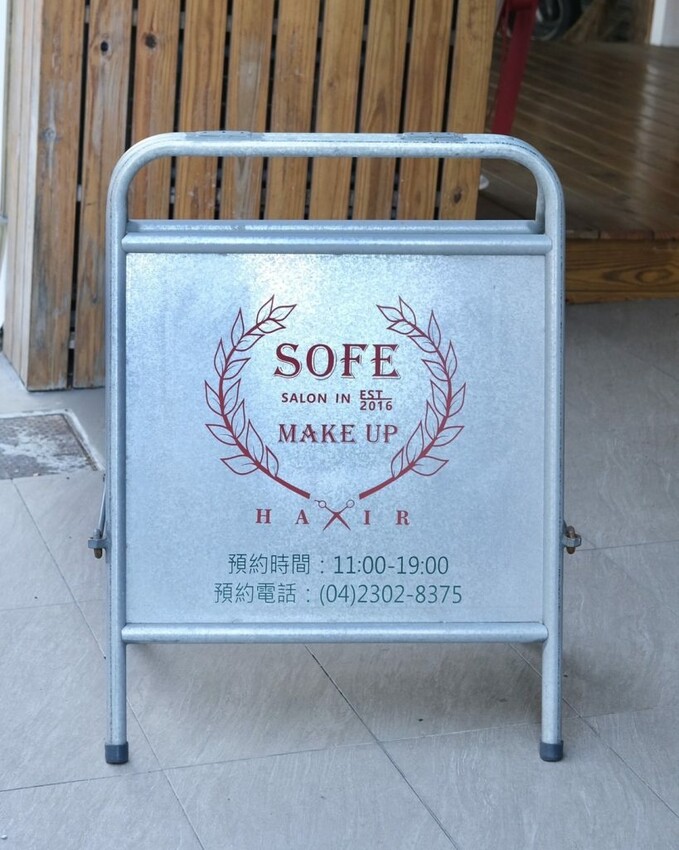 SOFE
SALON IN EST 2016
MAKE UP
HAIR
預約時間：11:00-19:00
預約電話：(04)2302-8375